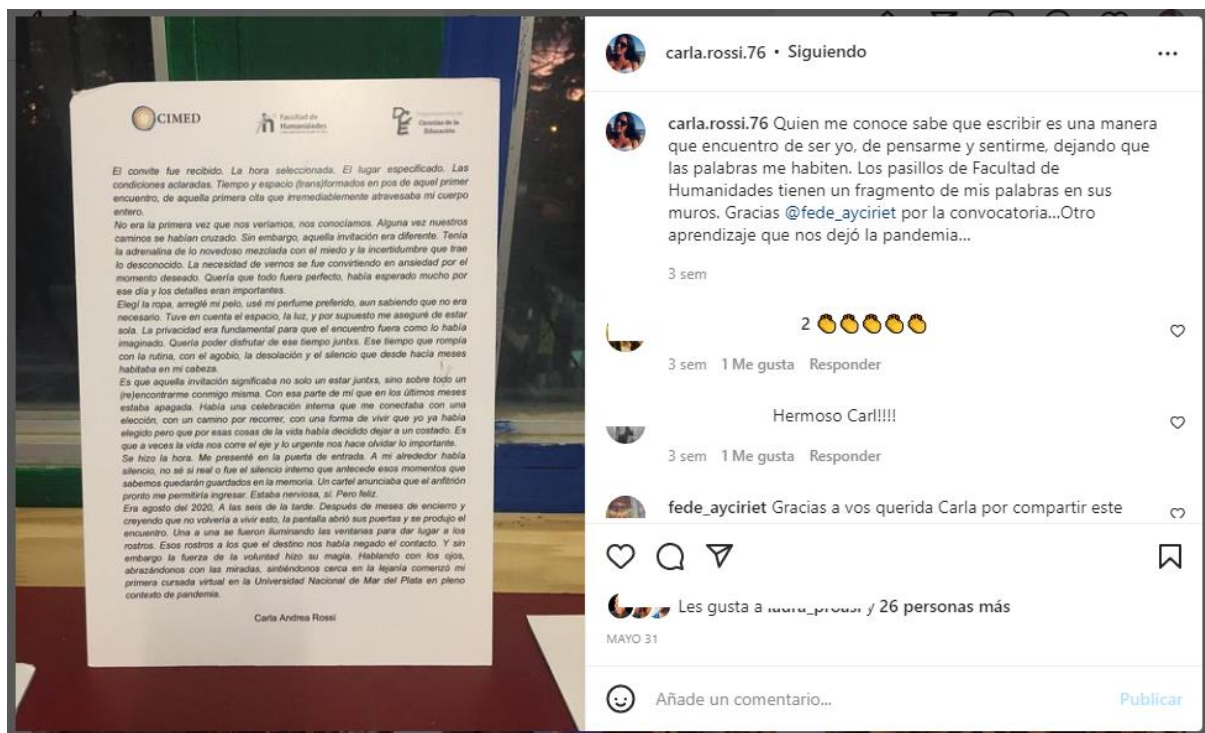 CIMED
Facultad de
Humanidades
Ciencias de la
Educación
El convite fue recibido. La hora seleccionada. El lugar especificado. Las
condiciones aclaradas. Tiempo y espacio (trans)formados en pos de aquel primer
encuentro, de aquella primera cita que irremediablemente atravesaba mi cuerpo
entero.
No era la primera vez que nos veríamos, nos conocíamos. Alguna vez nuestros
caminos se habían cruzado. Sin embargo, aquella invitación era diferente. Tenía
la adrenalina de lo novedoso mezclada con el miedo y la incertidumbre que trae
lo desconocido. La necesidad de vernos se fue convirtiendo en ansiedad por el
momento deseado. Quería que todo fuera perfecto, había esperado mucho por
ese día y los detalles eran importantes.
Elegí la ropa, arreglé mi pelo, usé mi perfume preferido, aun sabiendo que no era
necesario. Tuve en cuenta el espacio, la luz, y por supuesto me aseguré de estar
sola. La privacidad era fundamental para que el encuentro fuera como lo había
imaginado. Quería poder disfrutar de ese tiempo juntxs. Ese tiempo que rompía
con la rutina, con el agobio, la desolación y el silencio que desde hacía meses
habitaba en mi cabeza.
Es que aquella invitación significaba no solo un estar juntxs, sino sobre todo un
(re)encontrarme conmigo misma. Con esa parte de mí que en los últimos meses
estaba apagada. Había una celebración interna que me conectaba con una
elección, con un camino por recorrer, con una forma de vivir que yo ya había
elegido pero que por esas cosas de la vida había decidido dejar a un costado. Es
que a veces la vida nos corre el eje y lo urgente nos hace olvidar lo importante.
Se hizo la hora. Me presenté en la puerta de entrada. A mi alrededor había
silencio, no sé si real o fue el silencio interno que antecede esos momentos que
sabemos quedarán guardados en la memoria. Un cartel anunciaba que el anfitrión
pronto me permitiría ingresar. Estaba nerviosa, sí. Pero feliz.
Era agosto del 2020, A las seis de la tarde. Después de meses de encierro y
creyendo que no volvería a vivir esto, la pantalla abrió sus puertas y se produjo el
encuentro. Una a una se fueron iluminando las ventanas para dar lugar a los
rostros. Esos rostros a los que el destino nos había negado el contacto. Y sin
embargo la fuerza de la voluntad hizo su magia. Hablando con los ojos,
abrazándonos con las miradas, sintiéndonos cerca en la lejanía comenzó mi
primera cursada virtual en la Universidad Nacional de Mar del Plata en pleno
contexto de pandemia.
Carla Andrea Rossi
carla.rossi.76 • Siguiendo
carla.rossi.76 Quien me conoce sabe que escribir es una manera
que encuentro de ser yo, de pensarme y sentirme, dejando que
las palabras me habiten. Los pasillos de Facultad de
Humanidades tienen un fragmento de mis palabras en sus
muros. Gracias @fede_ayciriet por la convocatoria...Otro
aprendizaje que nos dejó la pandemia...
3 sem
2 👏👏👏👏👏
3 sem 1 Me gusta Responder
Hermoso Carl!!!!
3 sem 1 Me gusta Responder
fede_ayciriet Gracias a vos querida Carla por compartir este
Les gusta a y 26 personas más
MAYO 31
Añade un comentario...
Publicar